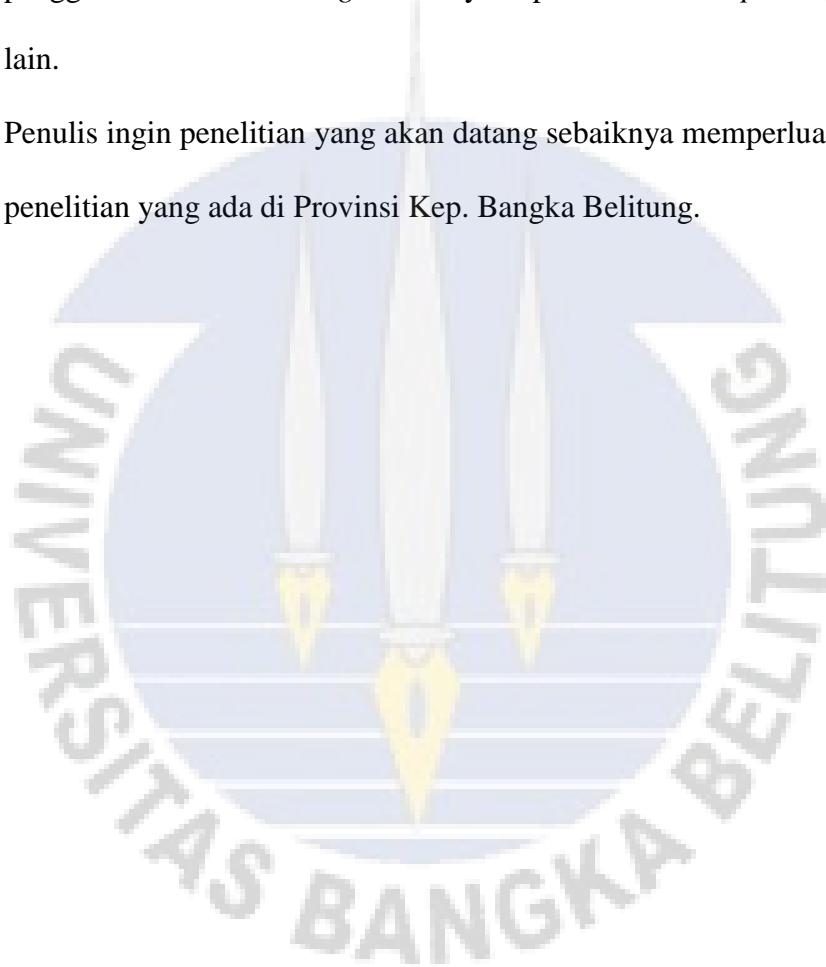 lain.
Penulis ingin penelitian yang akan datang sebaiknya memperlua
penelitian yang ada di Provinsi Kep. Bangka Belitung.
UNIVERSITAS BANGKA BELITUNG